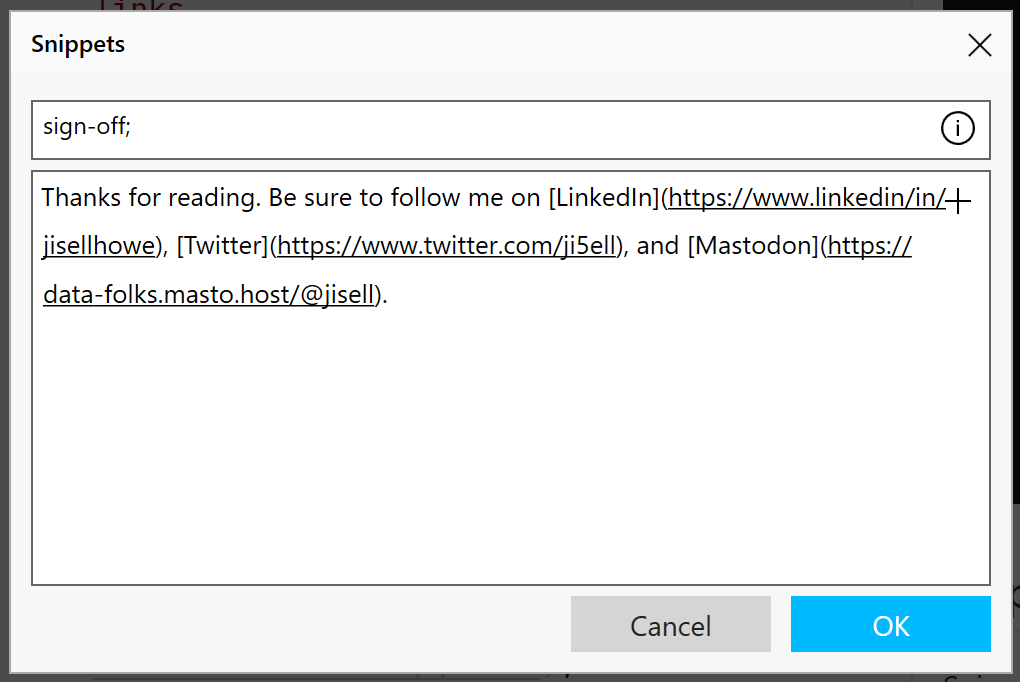 links
Snippets
sign-off;
Thanks for reading. Be sure to follow me on [LinkedIn](https://www.linkedin/in/
jisellhowe), [Twitter](https://www.twitter.com/ji5ell), and [Mastodon](https://
data-folks.masto.host/@jisell).
Cancel
OK